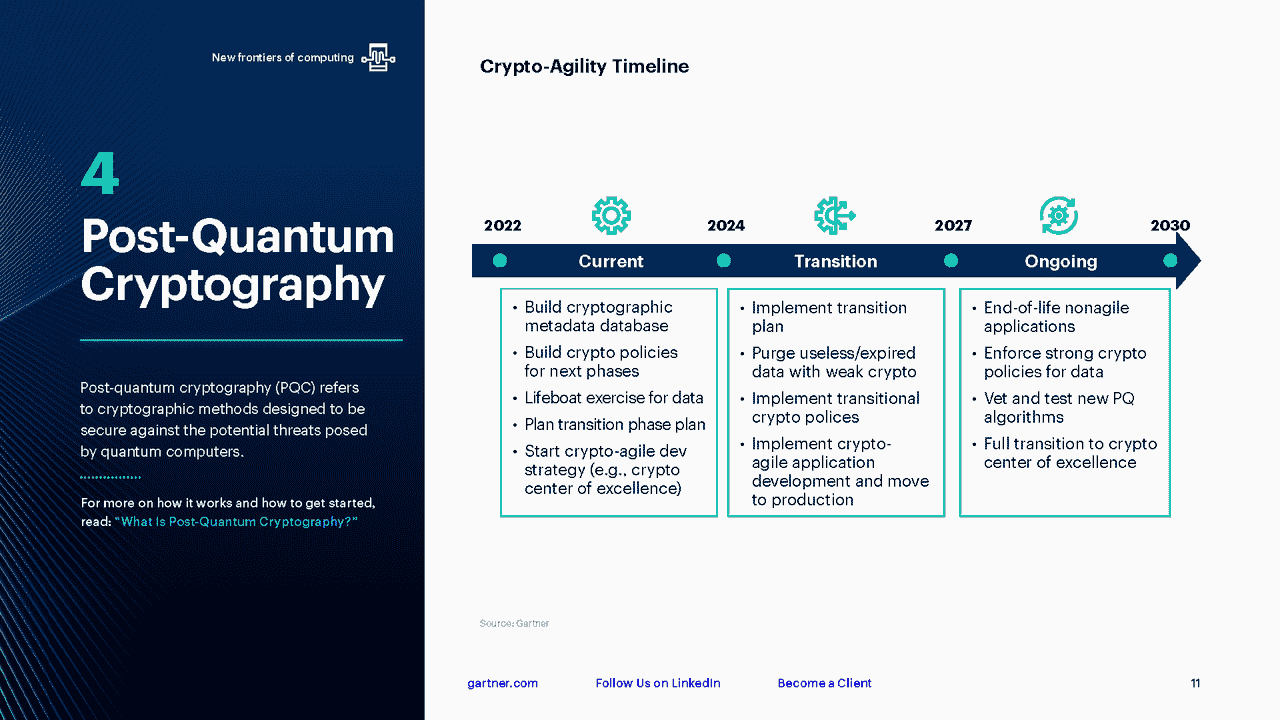 New frontiers of computing
4
Post-Quantum
Cryptography
Post-quantum cryptography (PQC) refers
to cryptographic methods designed to be
secure against the potential threats posed
by quantum computers.
For more on how it works and how to get started,
read: “What Is Post-Quantum Cryptography?”
Crypto-Agility Timeline
2022
2024
2027
2030
Current
Transition
Ongoing
• Build cryptographic
metadata database
• Build crypto policies
for next phases
• Lifeboat exercise for data
• Plan transition phase plan
• Start crypto-agile dev
strategy (e.g., crypto
center of excellence)
• Implement transition
plan
• Purge useless/expired
data with weak crypto
• Implement transitional
crypto polices
• Implement crypto-
agile application
development and move
to production
• End-of-life nonagile
applications
• Enforce strong crypto
policies for data
• Vet and test new PQ
algorithms
• Full transition to crypto
center of excellence
Source: Gartner
gartner.com
Follow Us on LinkedIn
Become a Client
11